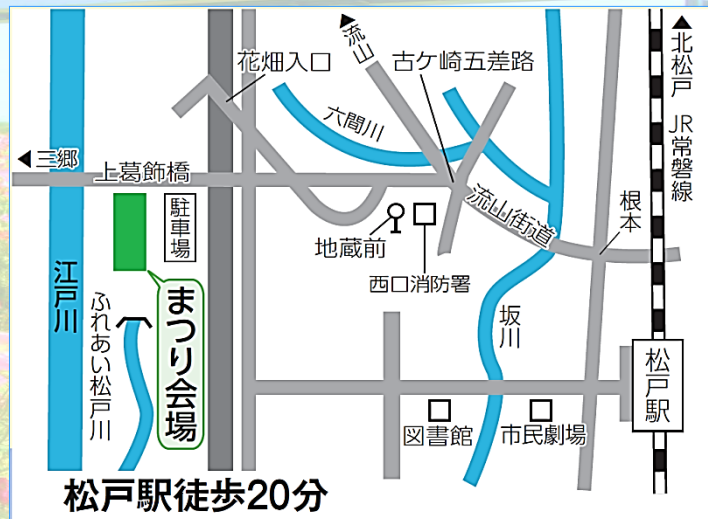 ▲流山
花畑入口
古ケ崎五差路
▲北松戸
JR常磐線
六間川
◀三郷
上葛飾橋
駐車場
地蔵前
西口消防署
流山街道
根本
江戸川
ふれあい松戸川
まつり会場
坂川
松戸駅
図書館
市民劇場
松戸駅徒歩20分